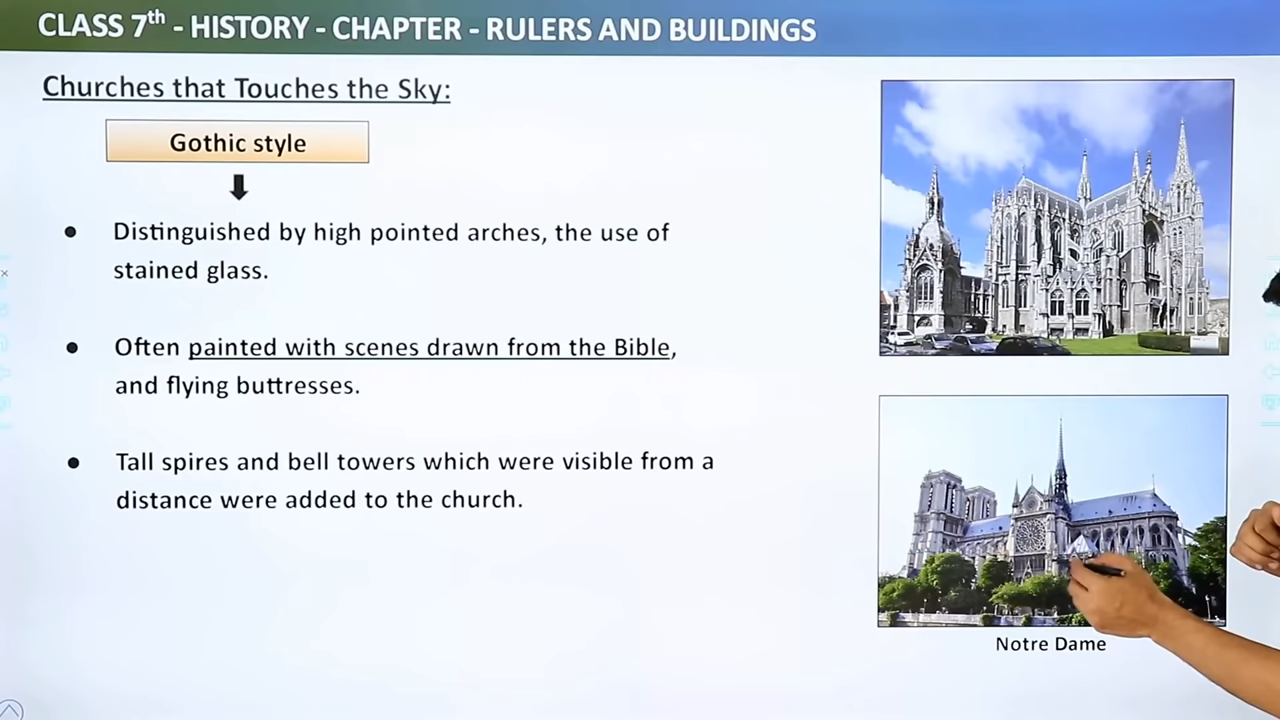 CLASS 7th - HISTORY - CHAPTER - RULERS AND BUILDINGS
Churches that Touches the Sky:
Gothic style
● Distinguished by high pointed arches, the use of
stained glass.
● Often painted with scenes drawn from the Bible,
and flying buttresses.
● Tall spires and bell towers which were visible from a
distance were added to the church.
Notre Dame